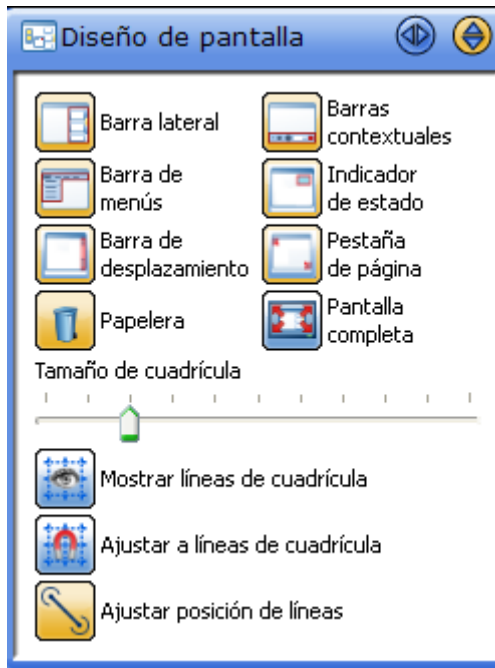 Diseño de pantalla
Barra lateral
Barras
contextuales
Barra de
menús
Indicador
de estado
Barra de
desplazamiento
Pestaña
de página
Papelera
Pantalla
completa
Tamaño de cuadrícula
Mostrar líneas de cuadrícula
Ajustar a líneas de cuadrícula
Ajustar posición de líneas